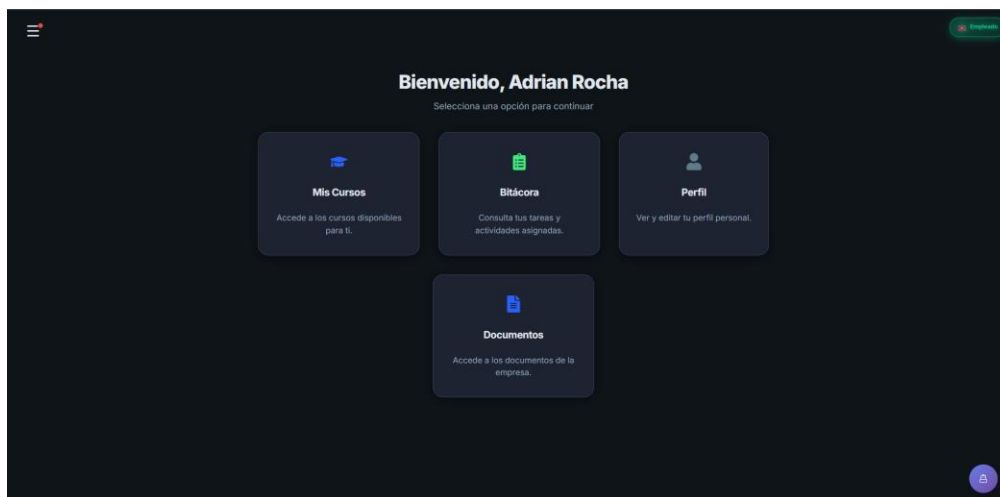 Empleado
Bienvenido, Adrian Rocha
Selecciona una opción para continuar
Mis Cursos
Accede a los cursos disponibles
para ti.
Bitácora
Consulta tus tareas y
actividades asignadas.
Perfil
Ver y editar tu perfil personal.
Documentos
Accede a los documentos de la
empresa.